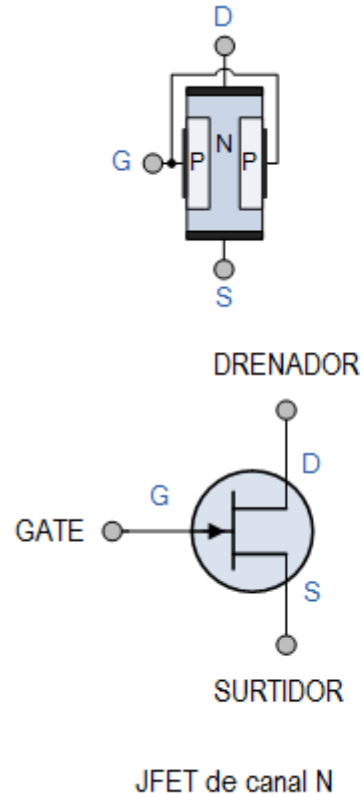 D
N
G P P
S
DRENADOR
D
G
GATE
S
SURTIDOR
JFET de canal N